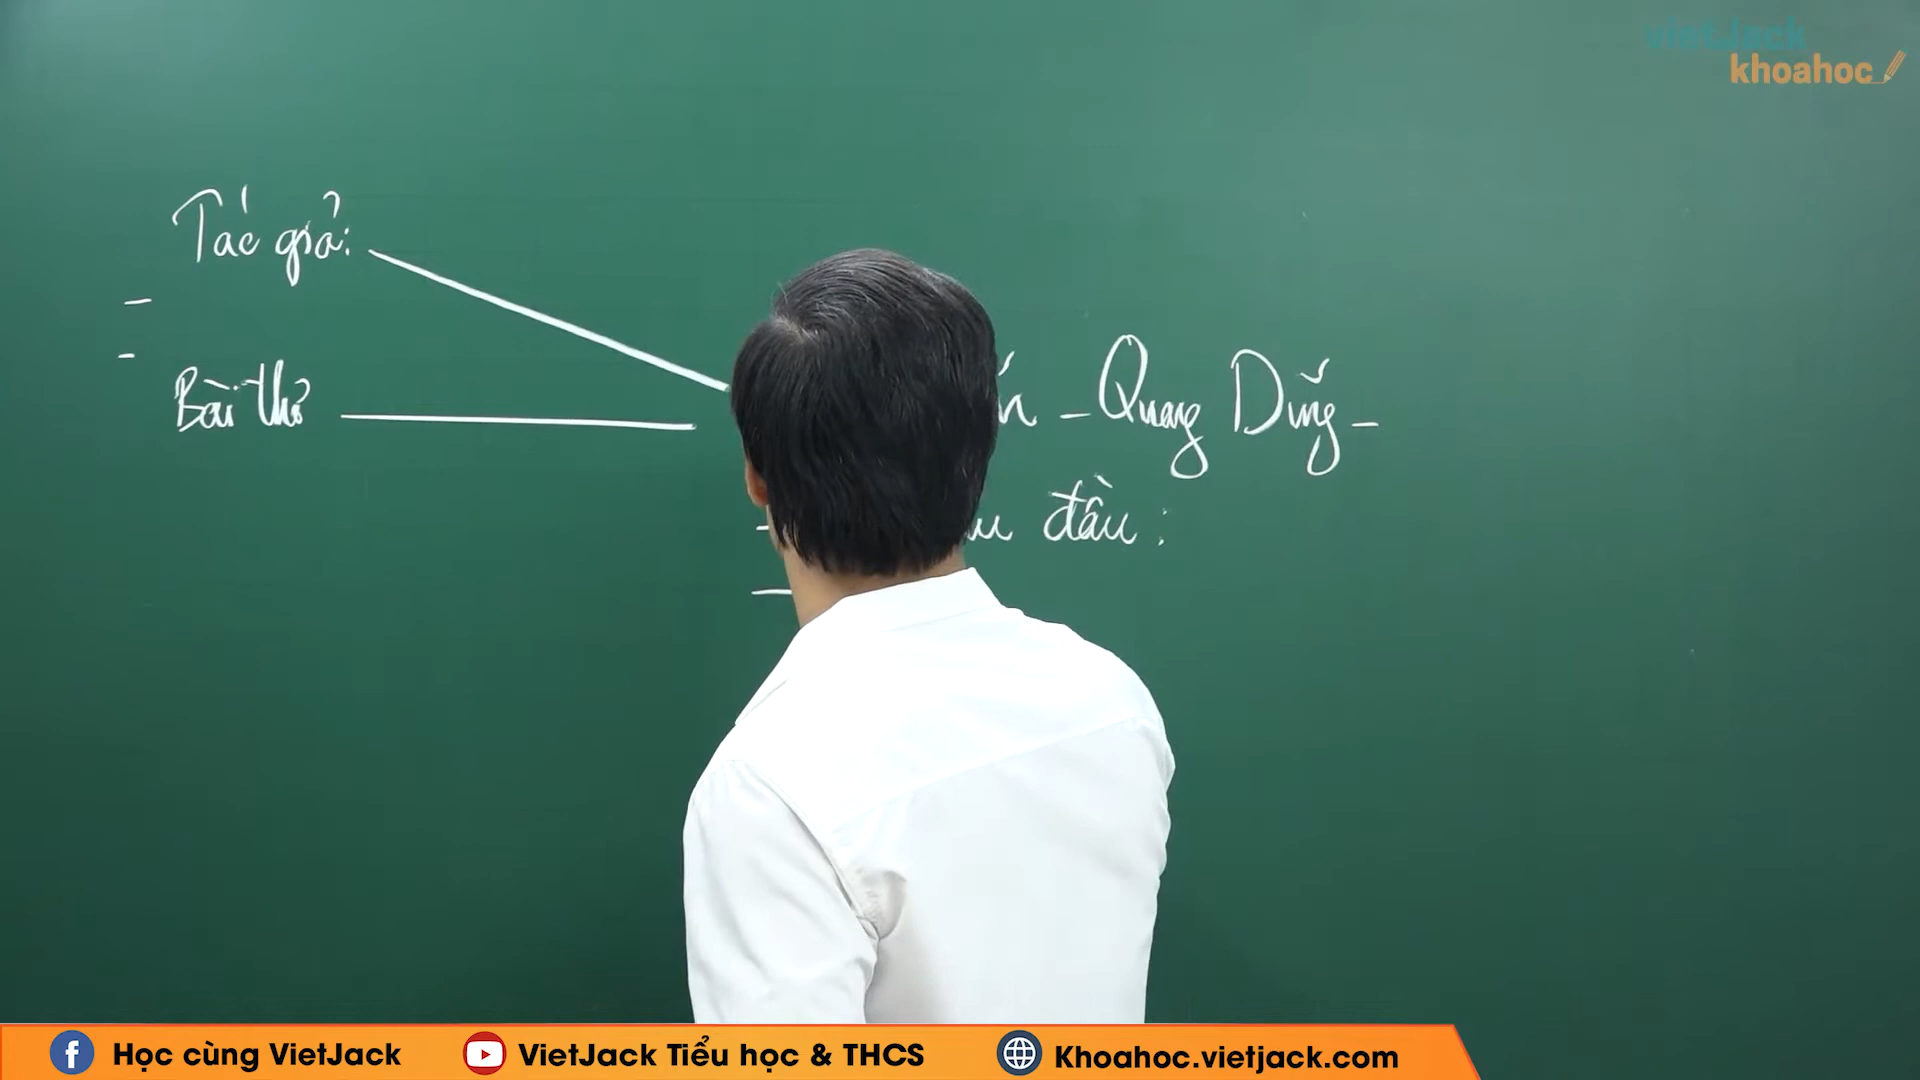 vietJack
khoahoc
Tác giả:
-
-
Bài thơ
- Quang Dũng -
đầu :
Học cùng VietJack
VietJack Tiểu học & THCS
Khoahoc.vietjack.com